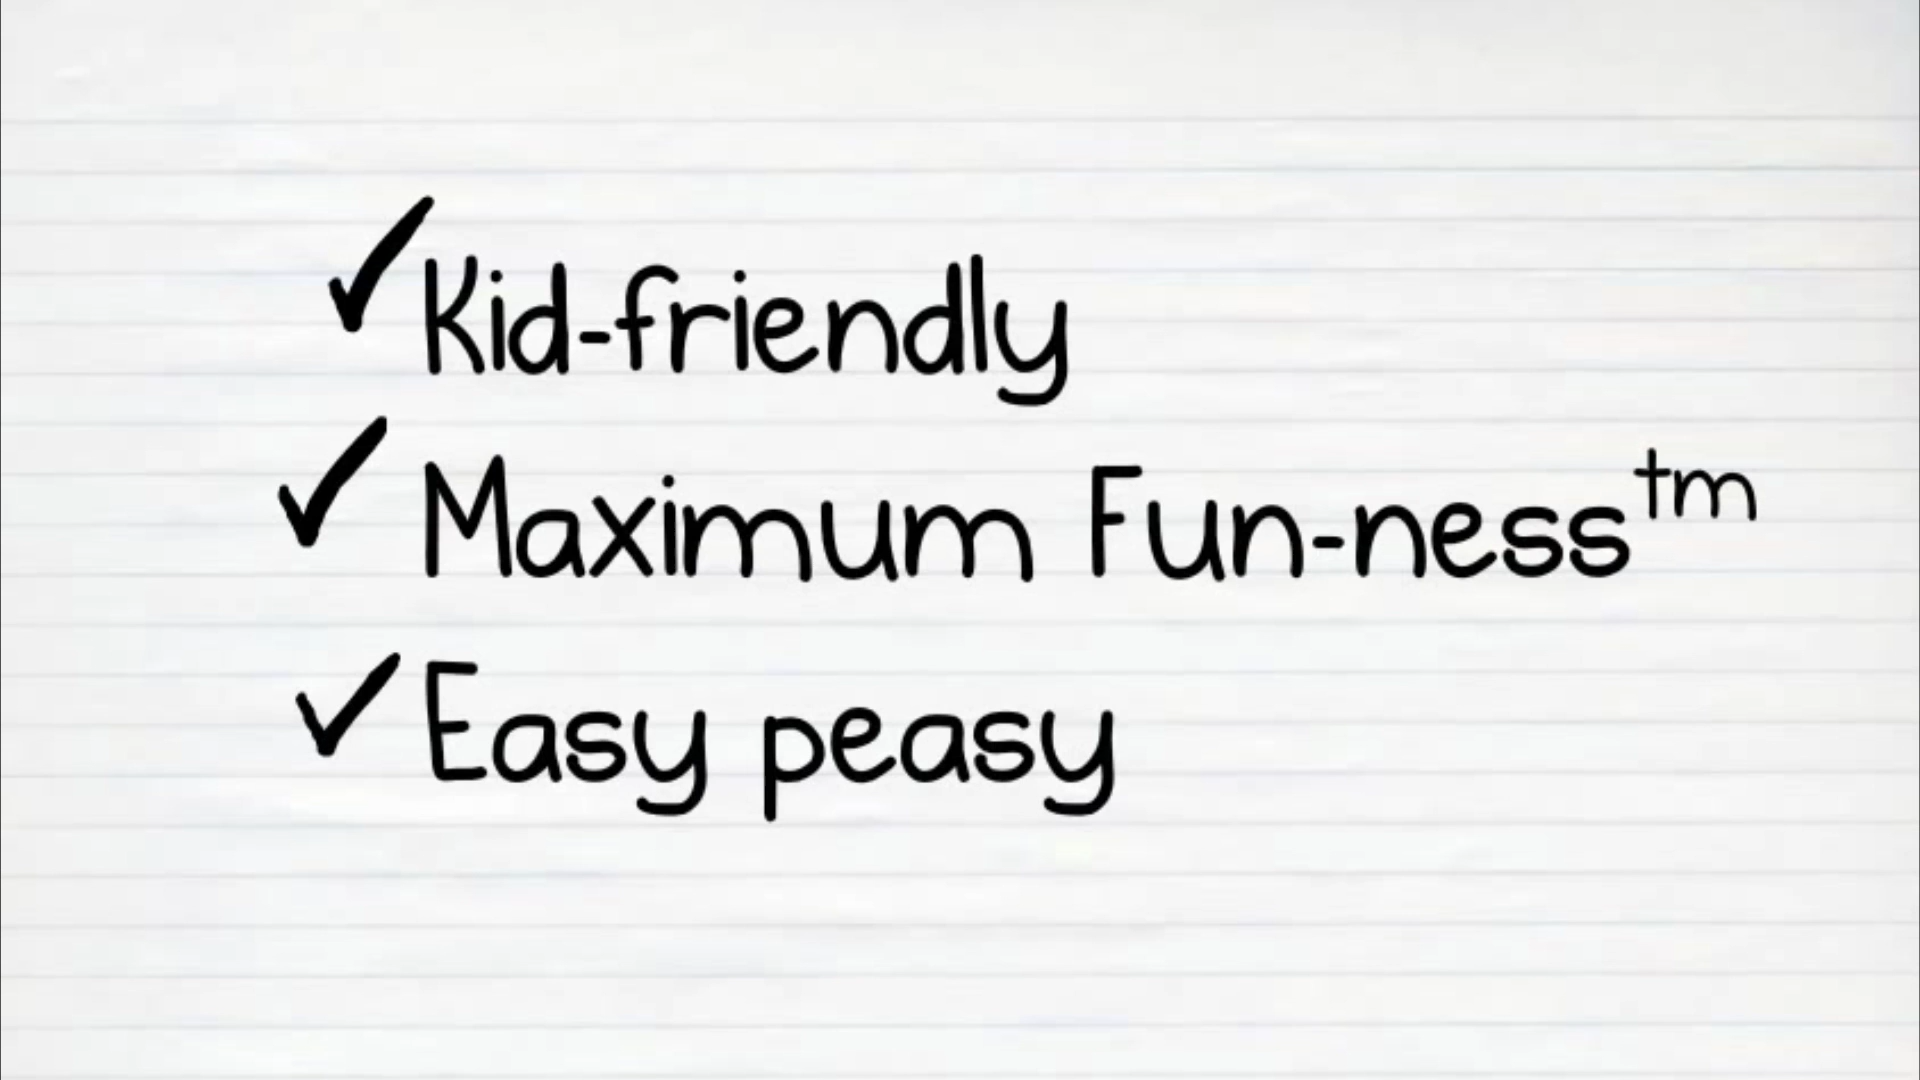 ✓ Kid-friendly
✓ Maximum Fun-ness™
✓ Easy peasy